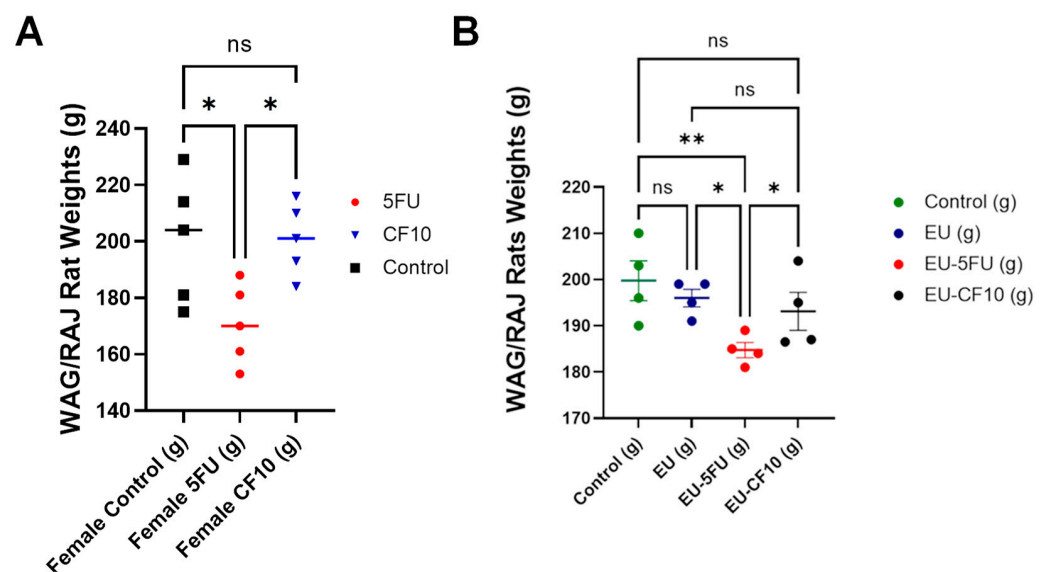 A
ns
*
*
WAG/RAJ Rat Weights (g)
240
220
200
180
160
140
Female Control (g)
Female 5FU (g)
Female CF10 (g)
5FU
CF10
Control
B
ns
ns
**
ns
*
*
WAG/RAJ Rats Weights (g)
220
210
200
190
180
170
Control (g)
EU (g)
EU-5FU (g)
EU-CF10 (g)
Control (g)
EU (g)
EU-5FU (g)
EU-CF10 (g)